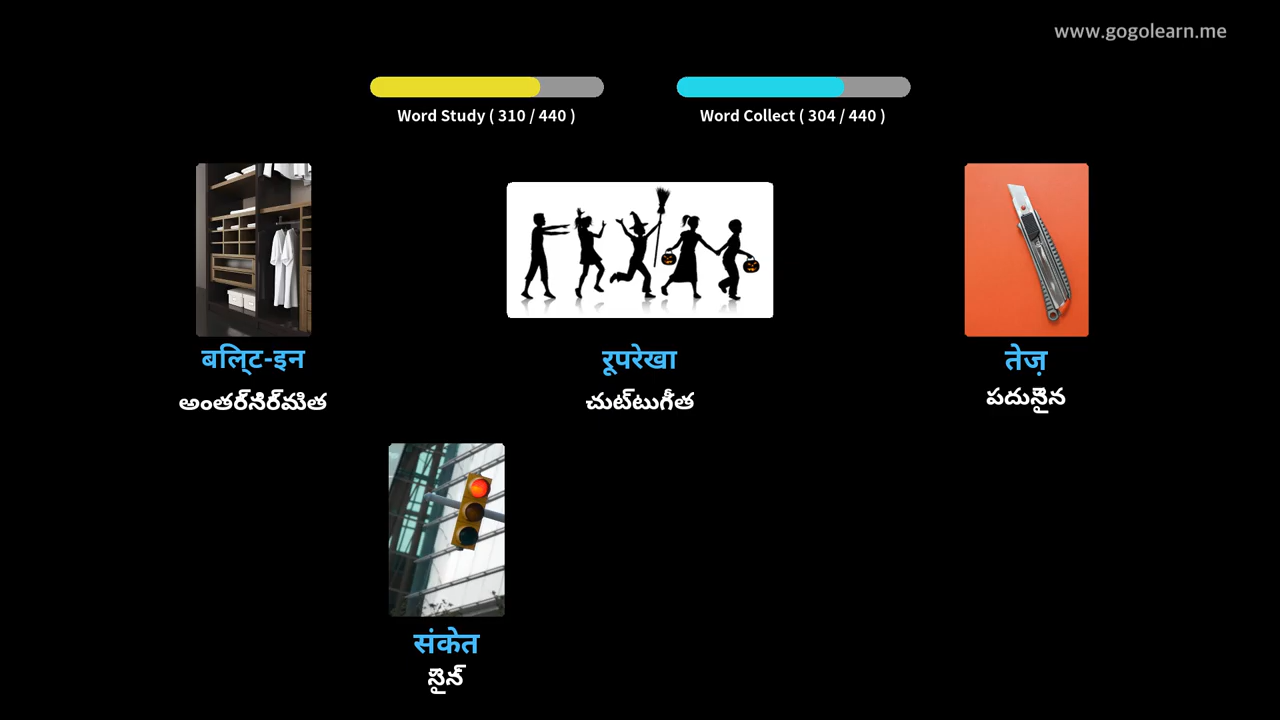 www.gogolearn.me
Word Study ( 310 / 440 )
Word Collect ( 304 / 440 )
बिल्ट-इन
रूपरेखा
तेज़
అంతర్నిర్మిత
చుట్టుగీత
పదునైన
संकेत
సైన్